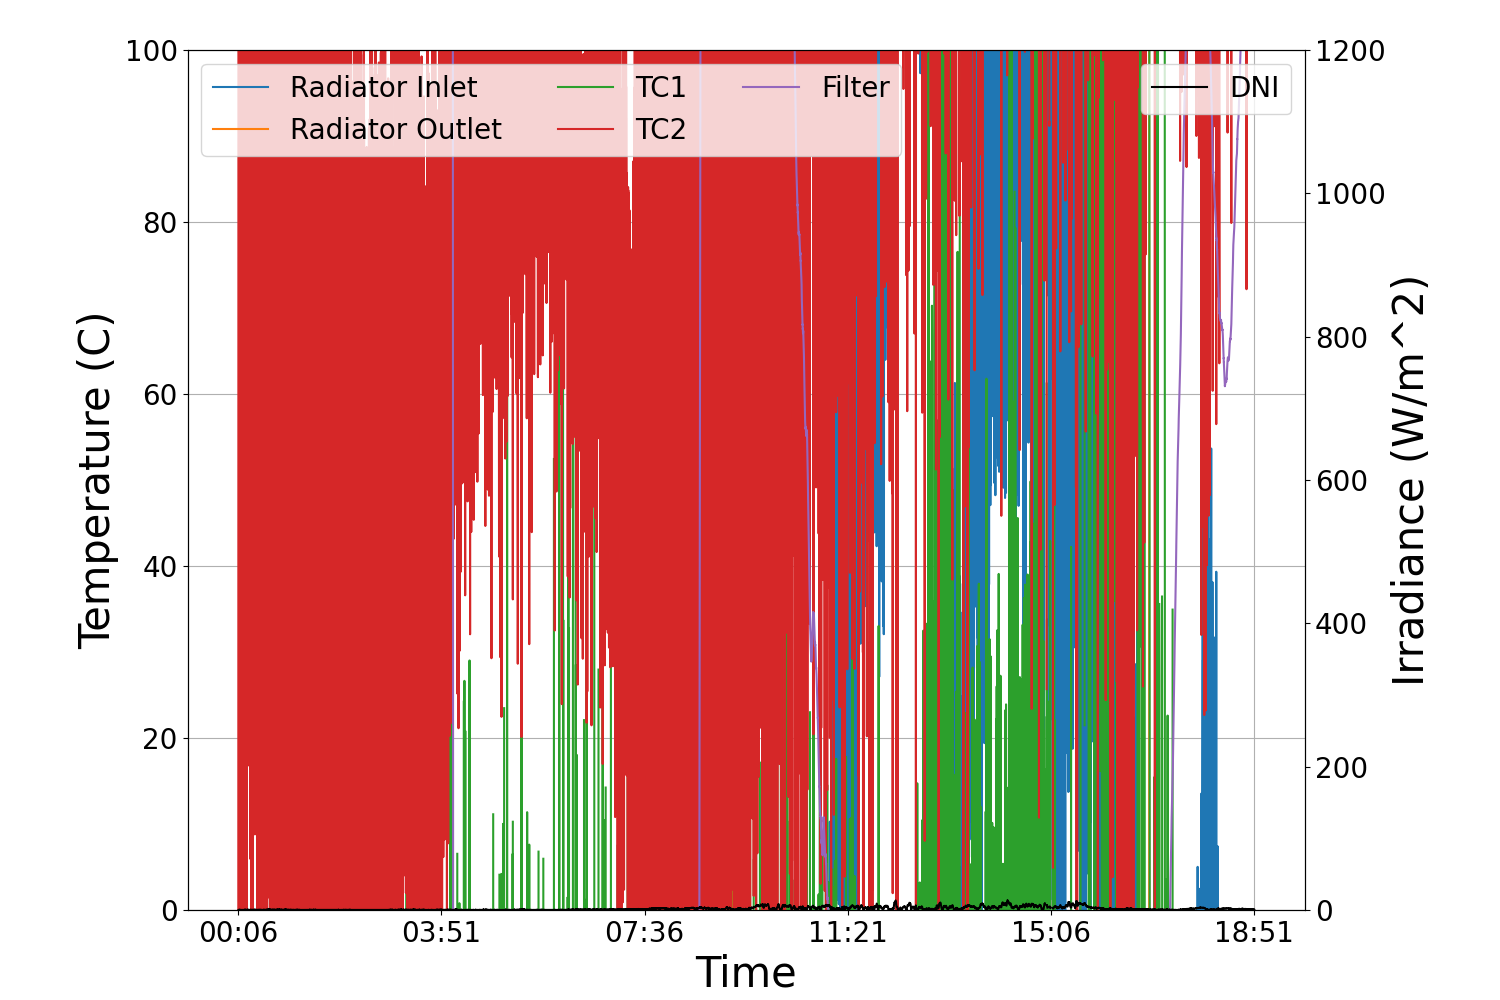 100
80
60
40
20
0
Temperature (C)
1200
1000
800
600
400
200
0
Irradiance (W/m^2)
Radiator Inlet
Radiator Outlet
TC1
TC2
Filter
DNI
00:06 03:51 07:36 11:21 15:06 18:51
Time